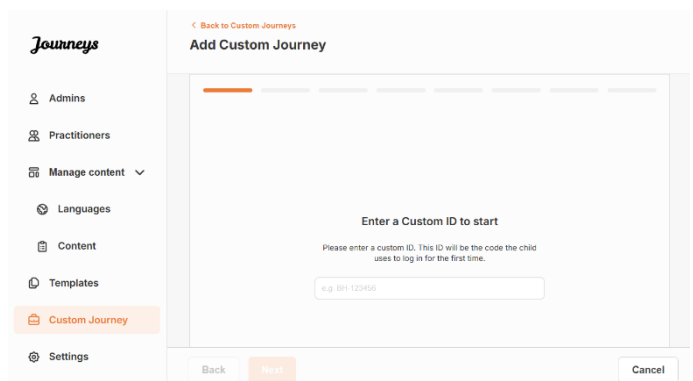 Journeys
Admins
Practitioners
Manage content
Languages
Content
Templates
Custom Journey
Settings
< Back to Custom Journeys
Add Custom Journey
Enter a Custom ID to start
Please enter a custom ID. This ID will be the code the child
uses to log in for the first time.
e.g. BH-123456
Back
Next
Cancel